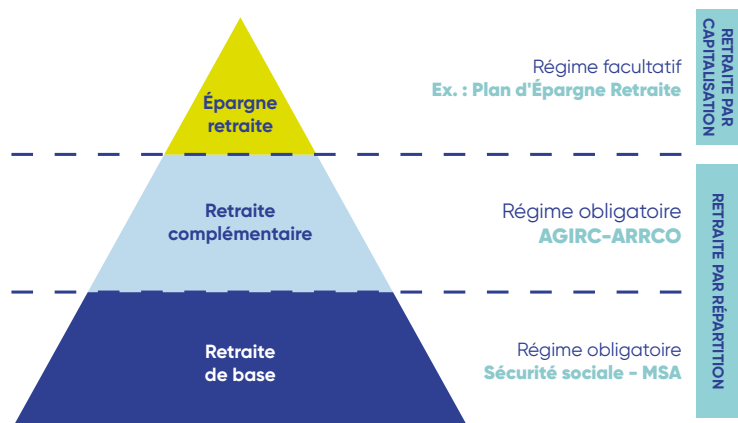 Épargne
retraite
Régime facultatif
Ex. : Plan d'Épargne Retraite
RETRAITE PAR
CAPITALISATION
Retraite
complémentaire
Régime obligatoire
AGIRC-ARRCO
Retraite
de base
Régime obligatoire
Sécurité sociale - MSA
RETRAITE PAR RÉPARTITION